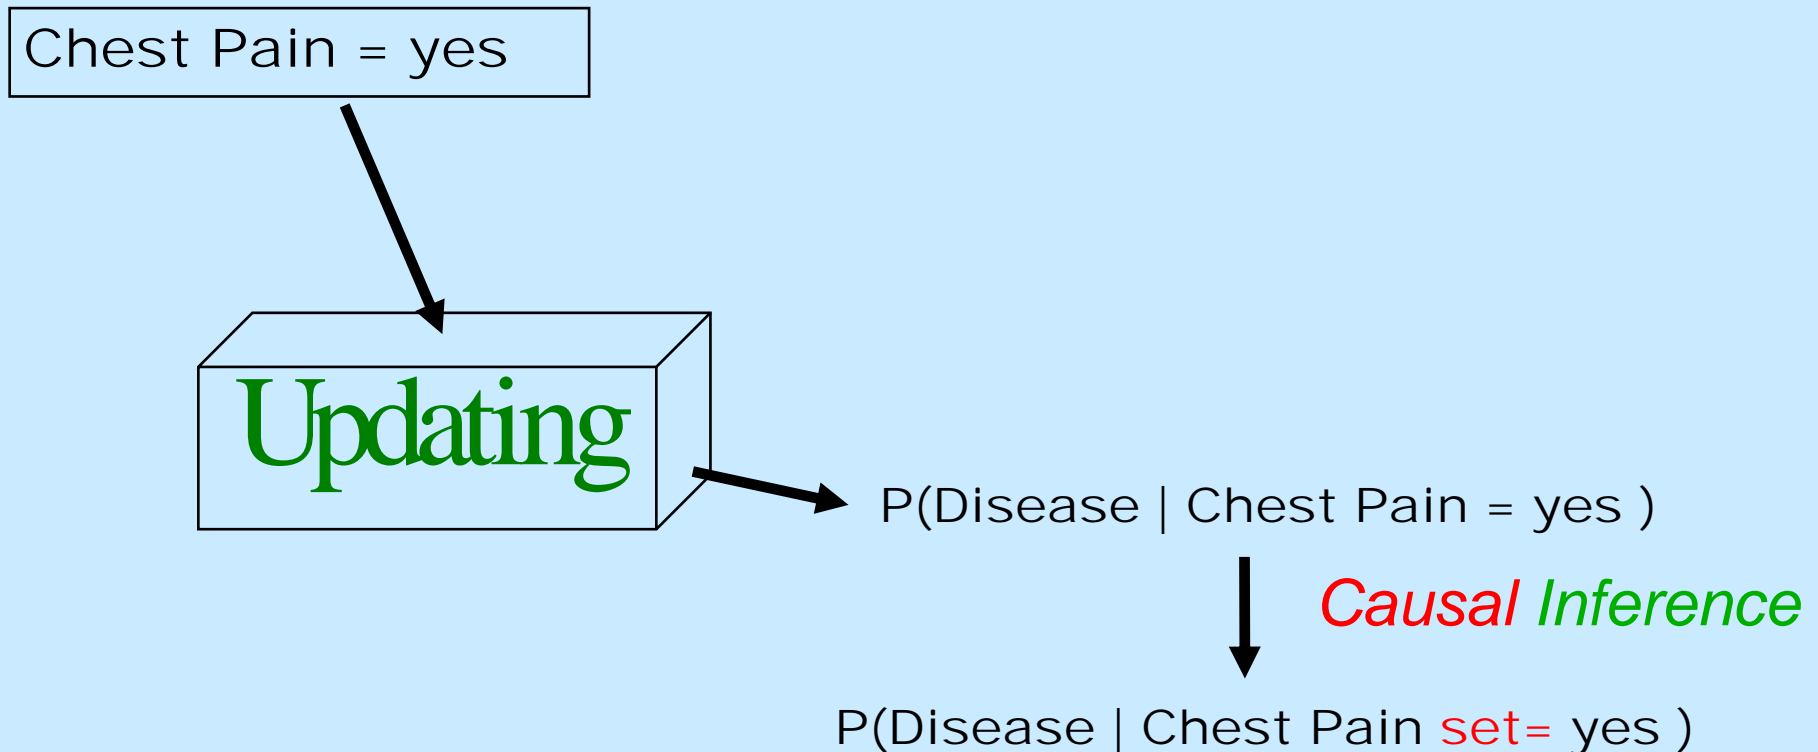 Chest Pain = yes
Updating
P(Disease | Chest Pain = yes )
Causal Inference
P(Disease | Chest Pain set= yes )